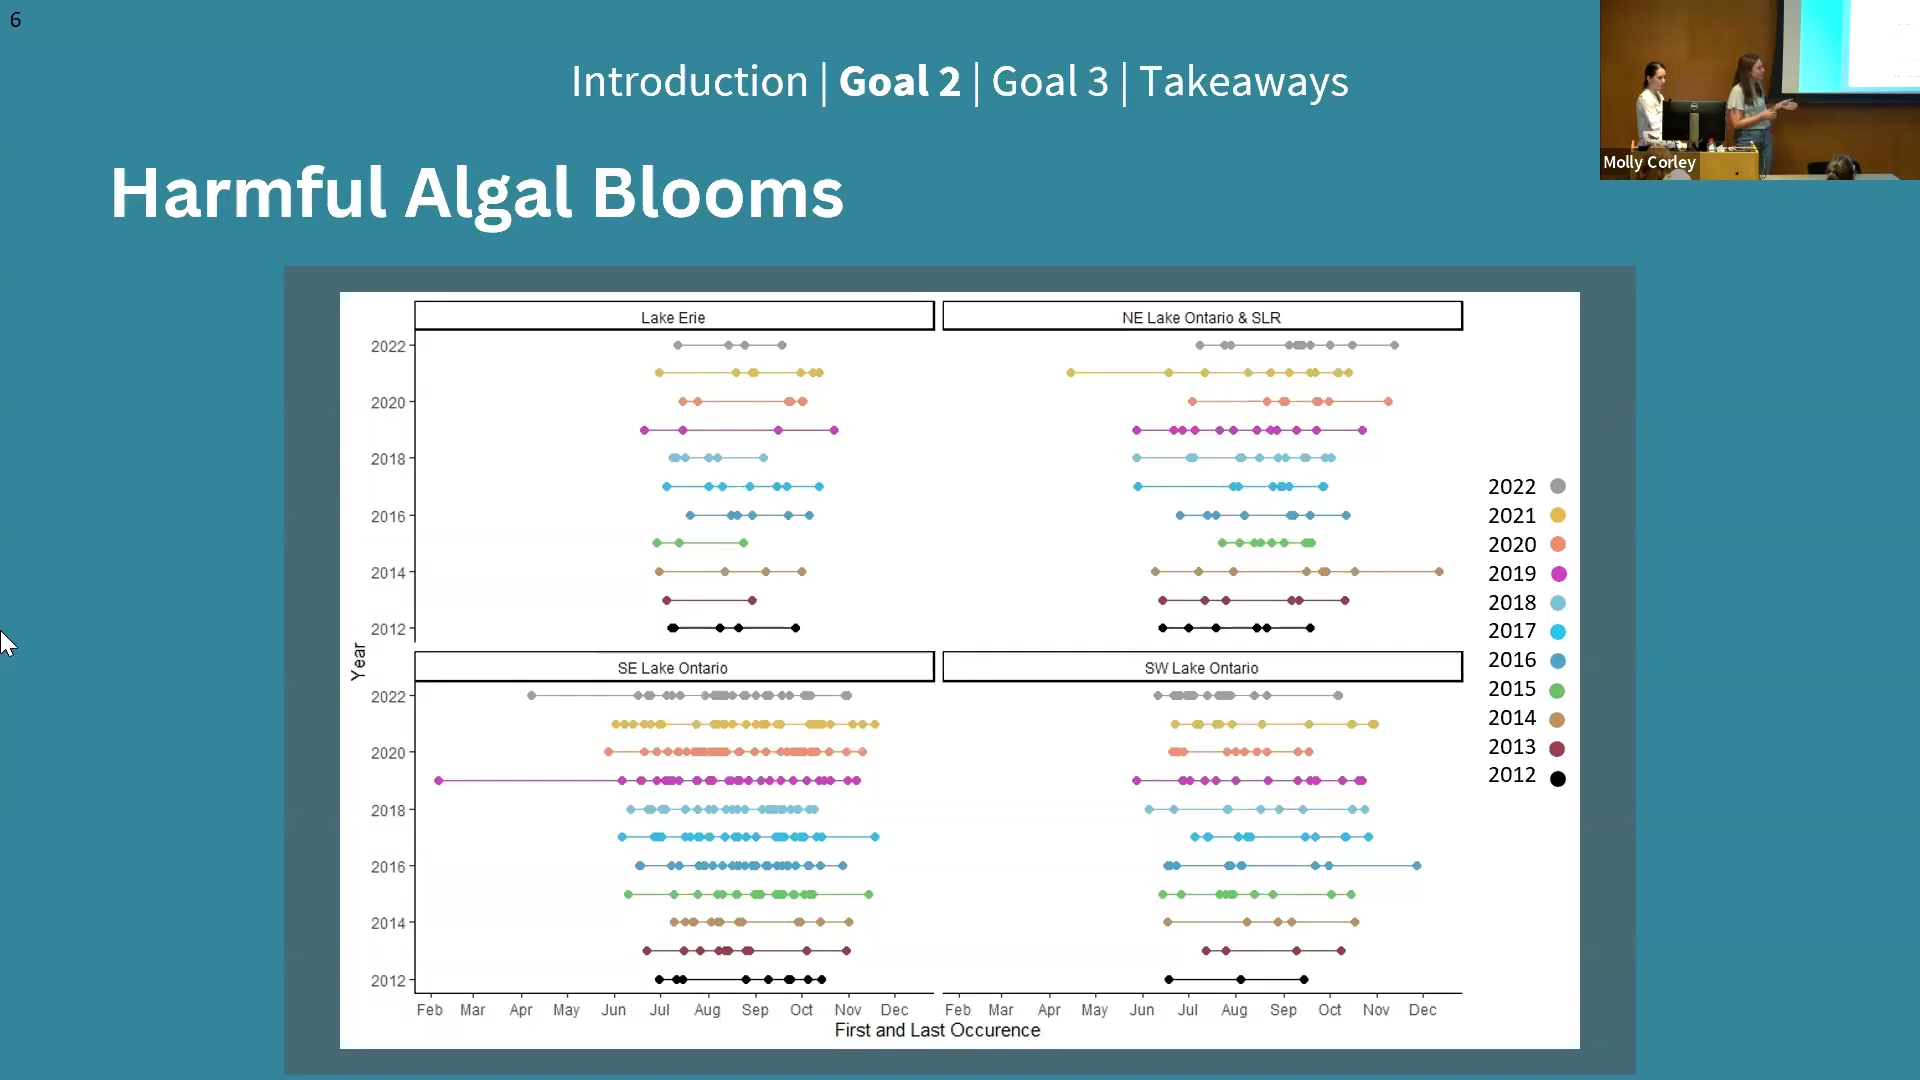 6
Introduction | Goal 2 | Goal 3 | Takeaways
Molly Corley
Harmful Algal Blooms
Lake Erie
NE Lake Ontario & SLR
2022
2020
2018
2016
2014
2012
Year
SE Lake Ontario
SW Lake Ontario
2022
2020
2018
2016
2014
2012
Feb Mar Apr May Jun Jul Aug Sep Oct Nov Dec
Feb Mar Apr May Jun Jul Aug Sep Oct Nov Dec
First and Last Occurence
2022
2021
2020
2019
2018
2017
2016
2015
2014
2013
2012